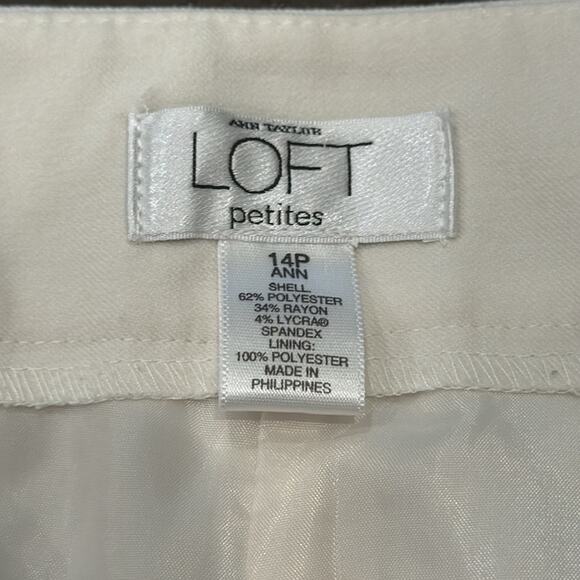 ANN TAYLOR
LOFT
petites
14P
ANN
SHELL:
62% POLYESTER
34% RAYON
4% LYCRA®
SPANDEX
LINING:
100% POLYESTER
MADE IN
PHILIPPINES